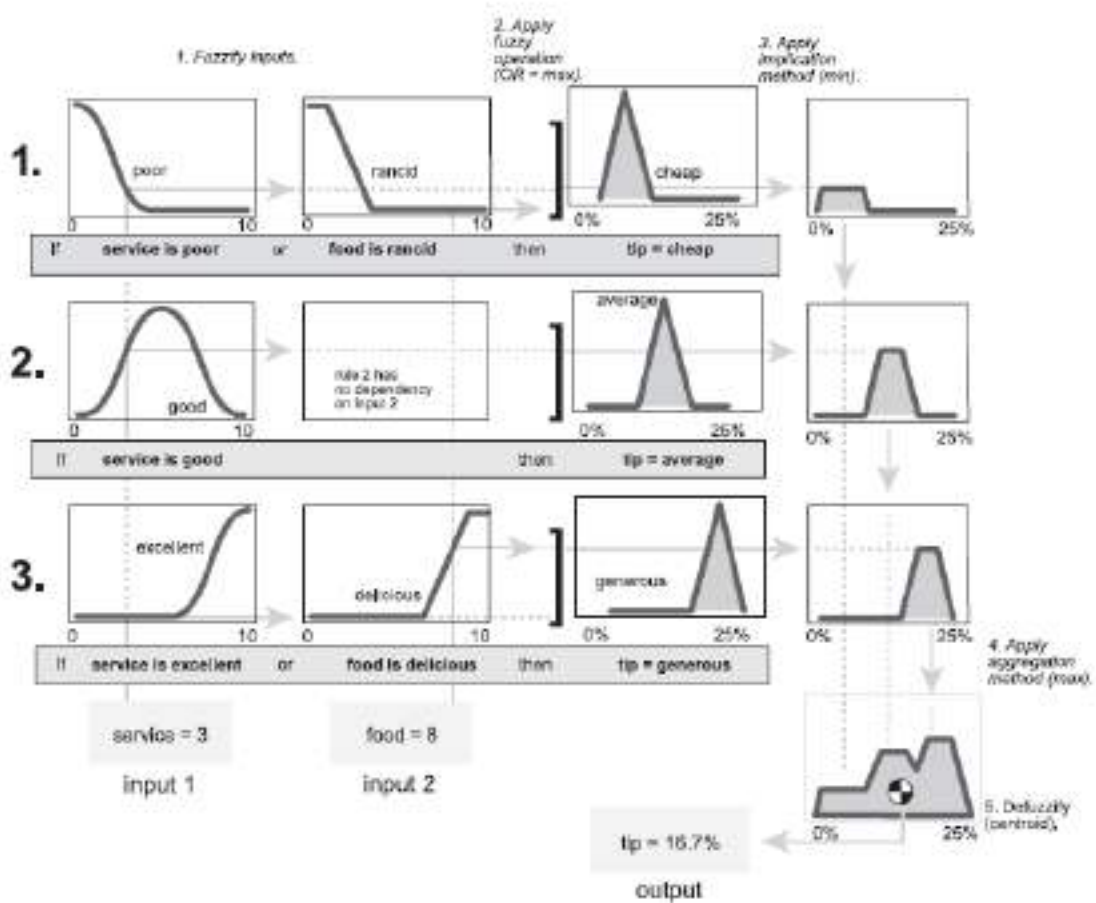 1. Fuzzify inputs.
2. Apply
fuzzy
operation
(OR = max).
3. Apply
implication
method (min).
1.
poor
0 10
rancid
0 10
cheap
0% 25%
0% 25%
If service is poor or food is rancid then tip = cheap
2.
good
0 10
rule 2 has
no dependency
on input 2
average
0% 25%
0% 25%
If service is good then tip = average
3.
excellent
0 10
delicious
0 10
generous
0% 25%
0% 25%
If service is excellent or food is delicious then tip = generous
4. Apply
aggregation
method (max).
service = 3
input 1
food = 8
input 2
0% 25%
5. Defuzzify
(centroid).
tip = 16.7%
output